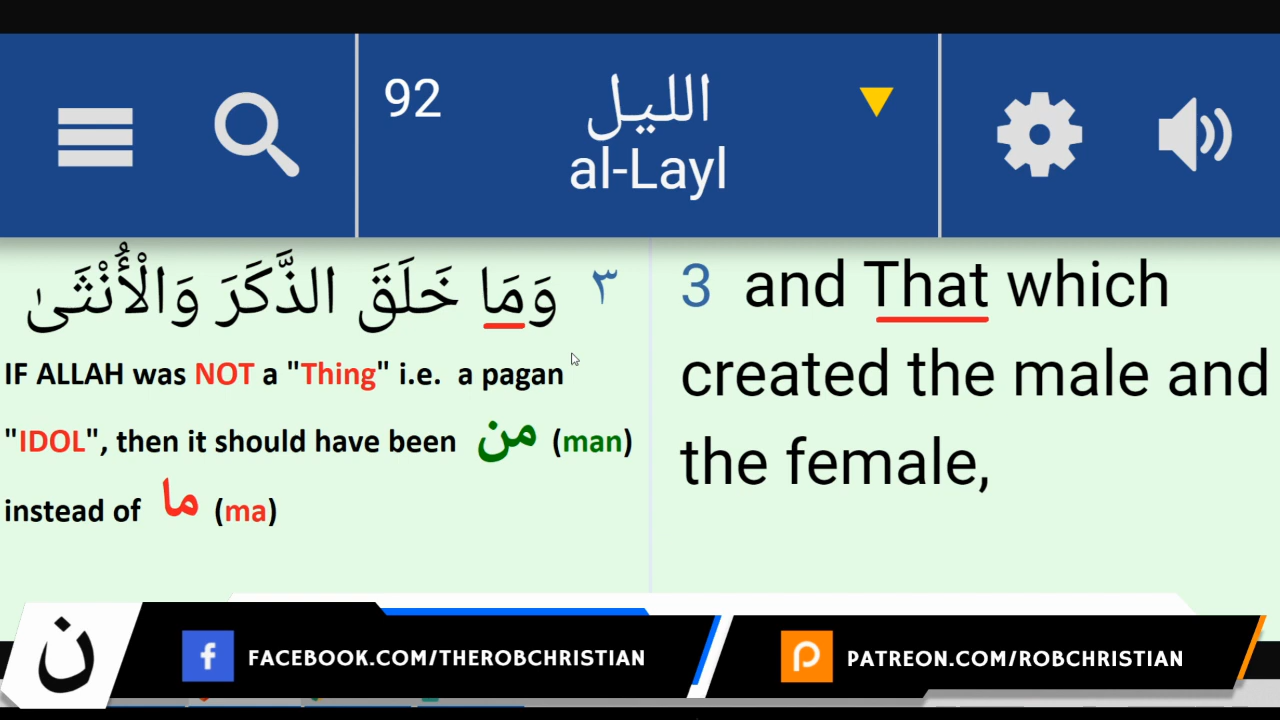 92
الليل
al-Layl
٣ وَمَا خَلَقَ الذَّكَرَ وَالْأُنْثَىٰ
IF ALLAH was NOT a "Thing" i.e. a pagan
"IDOL", then it should have been من (man)
instead of ما (ma)
3 and That which
created the male and
the female,
ن
f FACEBOOK.COM/THEROBCHRISTIAN
PATREON.COM/ROBCHRISTIAN